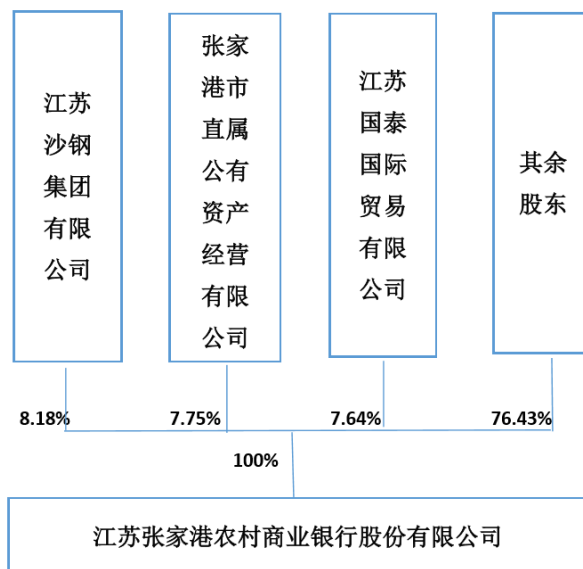 江苏
沙钢
集团
有限
公司
张家
港市
直属
公有
资产
经营
有限
公司
江苏
国泰
国际
贸易
有限
公司
其余
股东
8.18%
7.75%
7.64%
76.43%
100%
江苏张家港农村商业银行股份有限公司